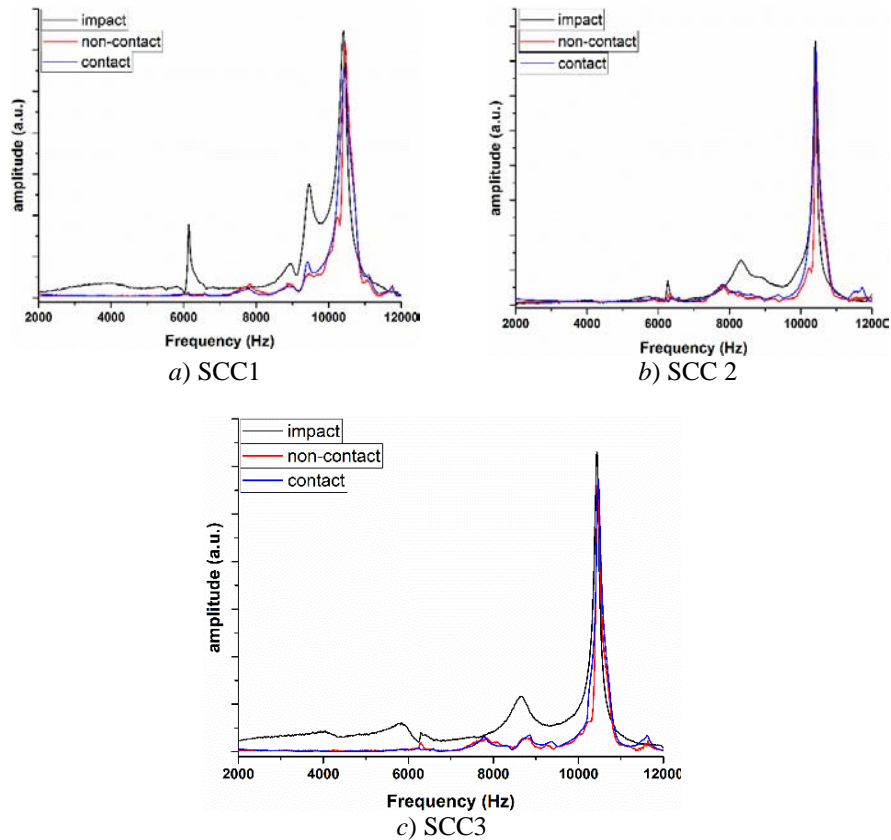 impact
non-contact
contact
amplitude (a.u.)
2000 4000 6000 8000 10000 12000
Frequency (Hz)
a) SCC1
impact
non-contact
contact
amplitude (a.u.)
2000 4000 6000 8000 10000 12000
Frequency (Hz)
b) SCC 2
impact
non-contact
contact
amplitude (a.u.)
2000 4000 6000 8000 10000 12000
Frequency (Hz)
c) SCC3